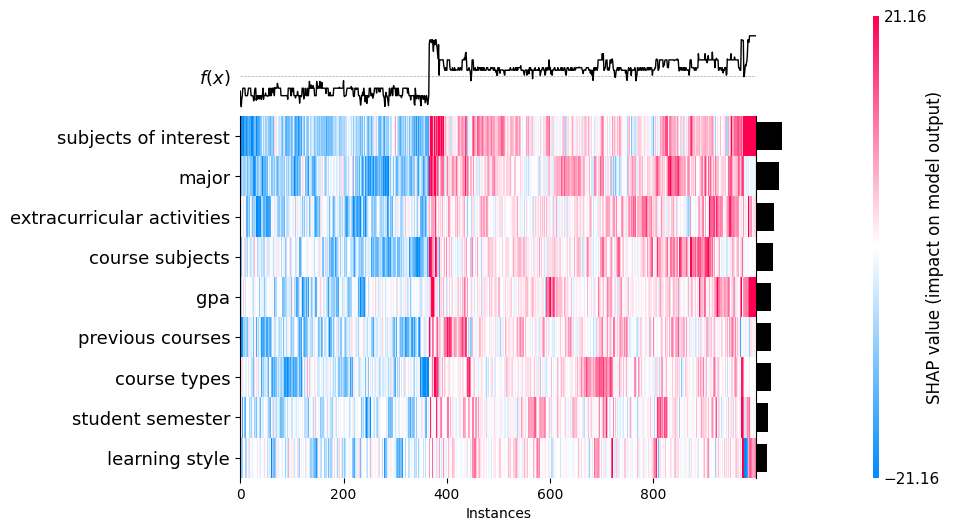 21.16
f(x)
subjects of interest
major
extracurricular activities
course subjects
gpa
previous courses
course types
student semester
learning style
0 200 400 600 800
Instances
SHAP value (impact on model output)
−21.16